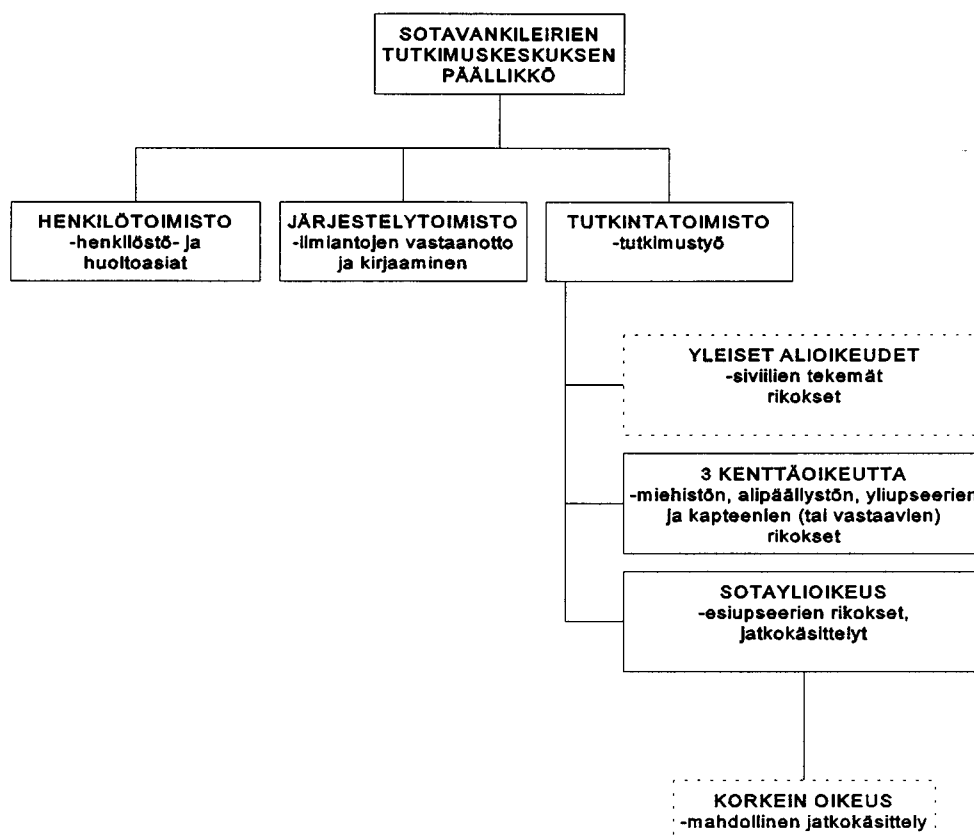 SOTAVANKILEIRIEN
TUTKIMUSKESKUKSEN
PÄÄLLIKKÖ
HENKILÖTOIMISTO
-henkilöstö- ja
huoltoasiat
JÄRJESTELYTOIMISTO
-ilmiantojen vastaanotto
ja kirjaaminen
TUTKINTATOIMISTO
-tutkimustyö
YLEISET ALIOIKEUDET
-siviilien tekemät
rikokset
3 KENTTÄOIKEUTTA
-miehistön, alipäällystön, yliupseerien
ja kapteenien (tai vastaavien)
rikokset
SOTAYLIOIKEUS
-esiupseerien rikokset,
jatkokäsittelyt
KORKEIN OIKEUS
-mahdollinen jatkokäsittely